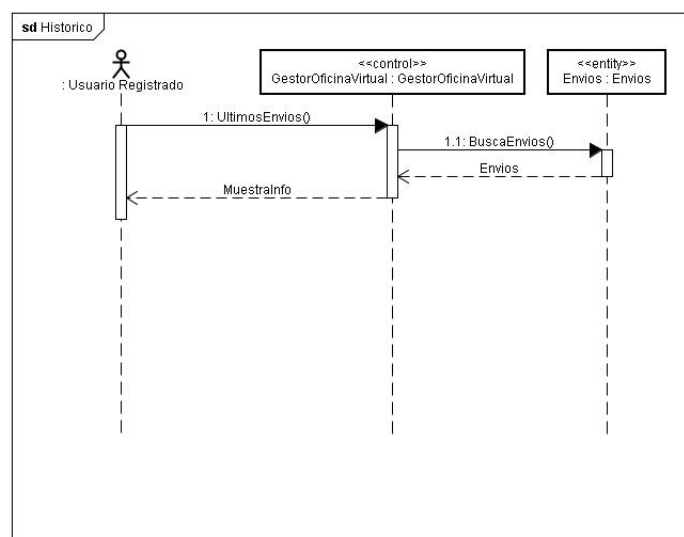 sd Historico
: Usuario Registrado
<<control>>
GestorOficinaVirtual : GestorOficinaVirtual
<<entity>>
Envios : Envios
1: UltimosEnvios()
1.1: BuscaEnvios()
Envios
MuestraInfo